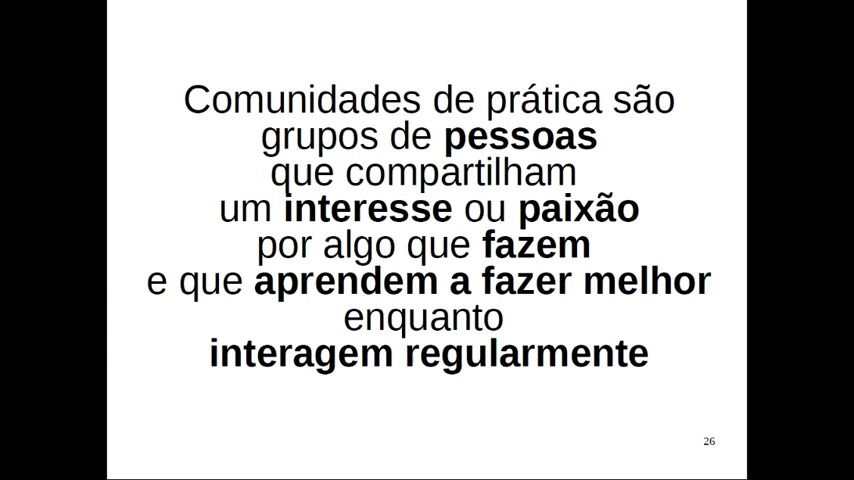 Comunidades de prática são
grupos de pessoas
que compartilham
um interesse ou paixão
por algo que fazem
e que aprendem a fazer melhor
enquanto
interagem regularmente
26